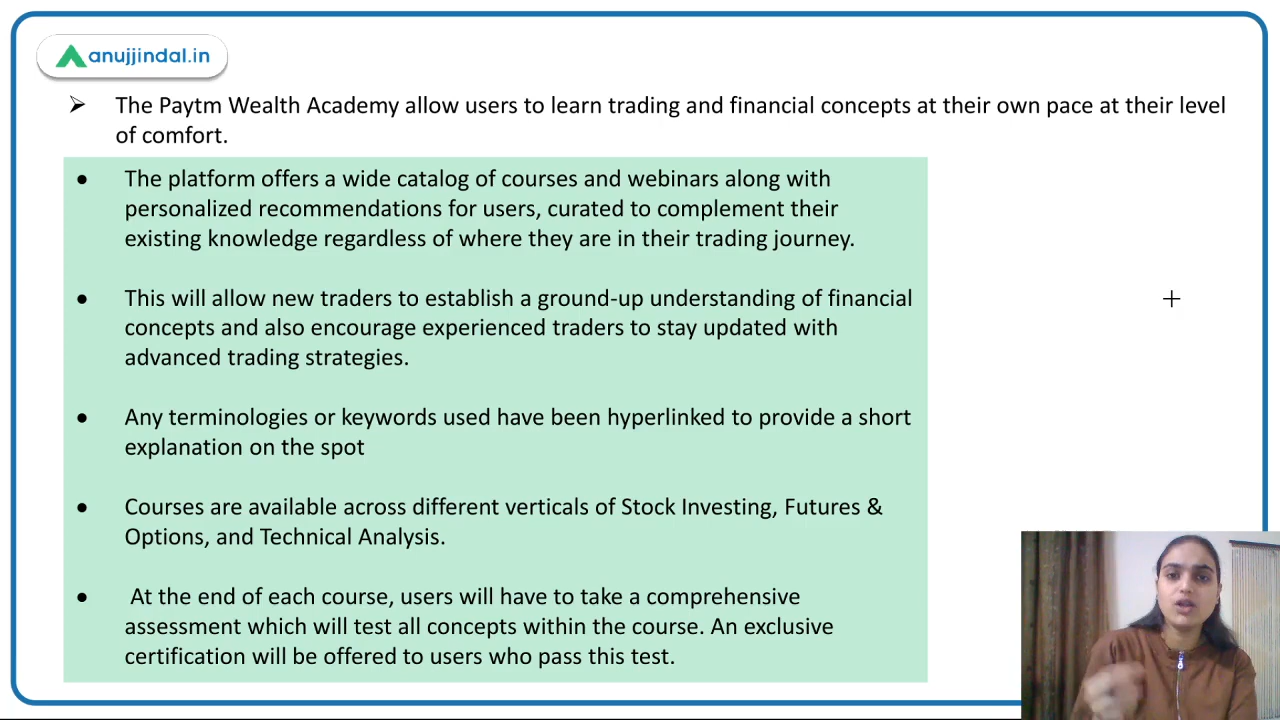 anujjindal.in
➢ The Paytm Wealth Academy allow users to learn trading and financial concepts at their own pace at their level
of comfort.
● The platform offers a wide catalog of courses and webinars along with
personalized recommendations for users, curated to complement their
existing knowledge regardless of where they are in their trading journey.
● This will allow new traders to establish a ground-up understanding of financial
concepts and also encourage experienced traders to stay updated with
advanced trading strategies.
● Any terminologies or keywords used have been hyperlinked to provide a short
explanation on the spot
● Courses are available across different verticals of Stock Investing, Futures &
Options, and Technical Analysis.
● At the end of each course, users will have to take a comprehensive
assessment which will test all concepts within the course. An exclusive
certification will be offered to users who pass this test.